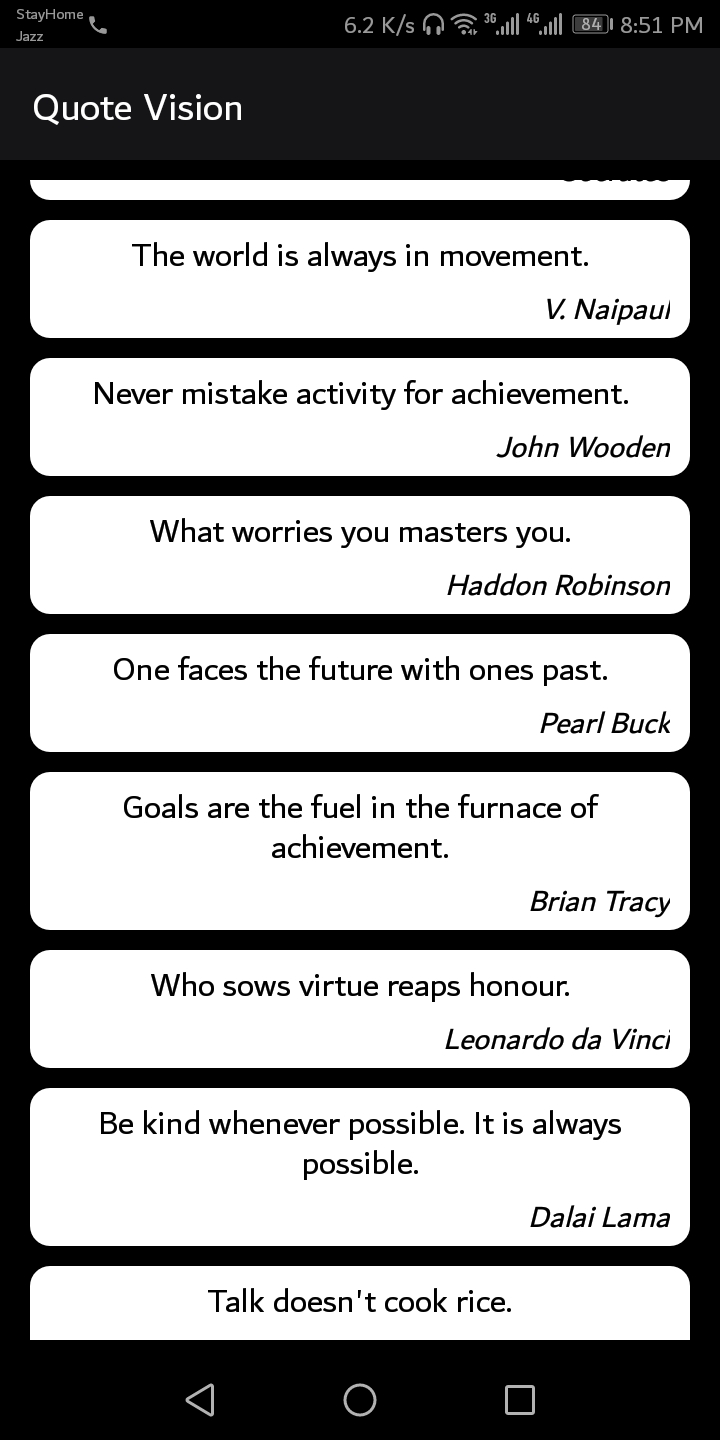 StayHome
Jazz
6.2 K/s 3G 4G 84 8:51 PM
Quote Vision
The world is always in movement.
V. Naipaul
Never mistake activity for achievement.
John Wooden
What worries you masters you.
Haddon Robinson
One faces the future with ones past.
Pearl Buck
Goals are the fuel in the furnace of
achievement.
Brian Tracy
Who sows virtue reaps honour.
Leonardo da Vinci
Be kind whenever possible. It is always
possible.
Dalai Lama
Talk doesn't cook rice.